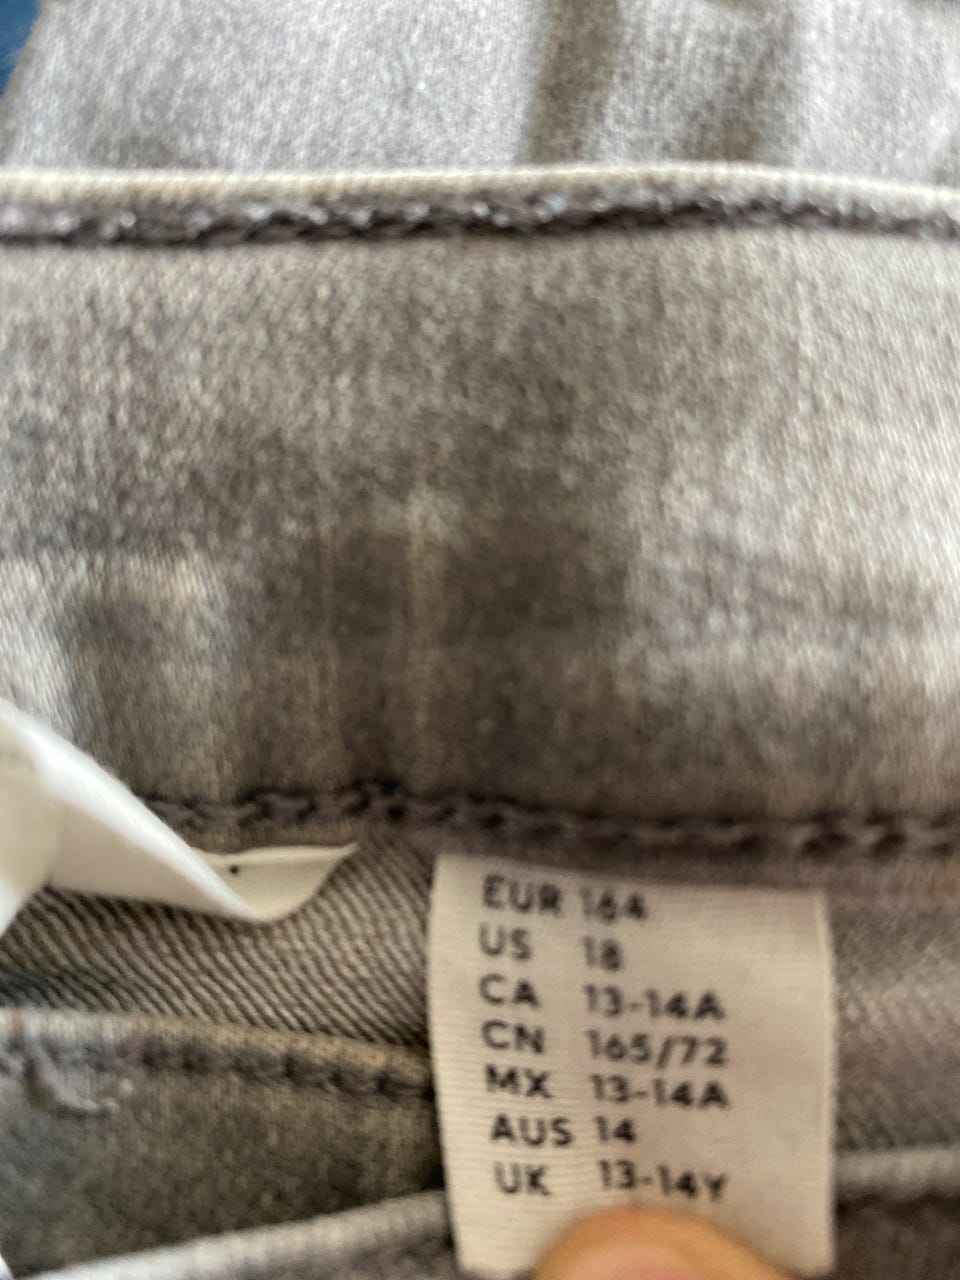 EUR 164
US 18
CA 13-14A
CN 165/72
MX 13-14A
AUS 14
UK 13-14Y